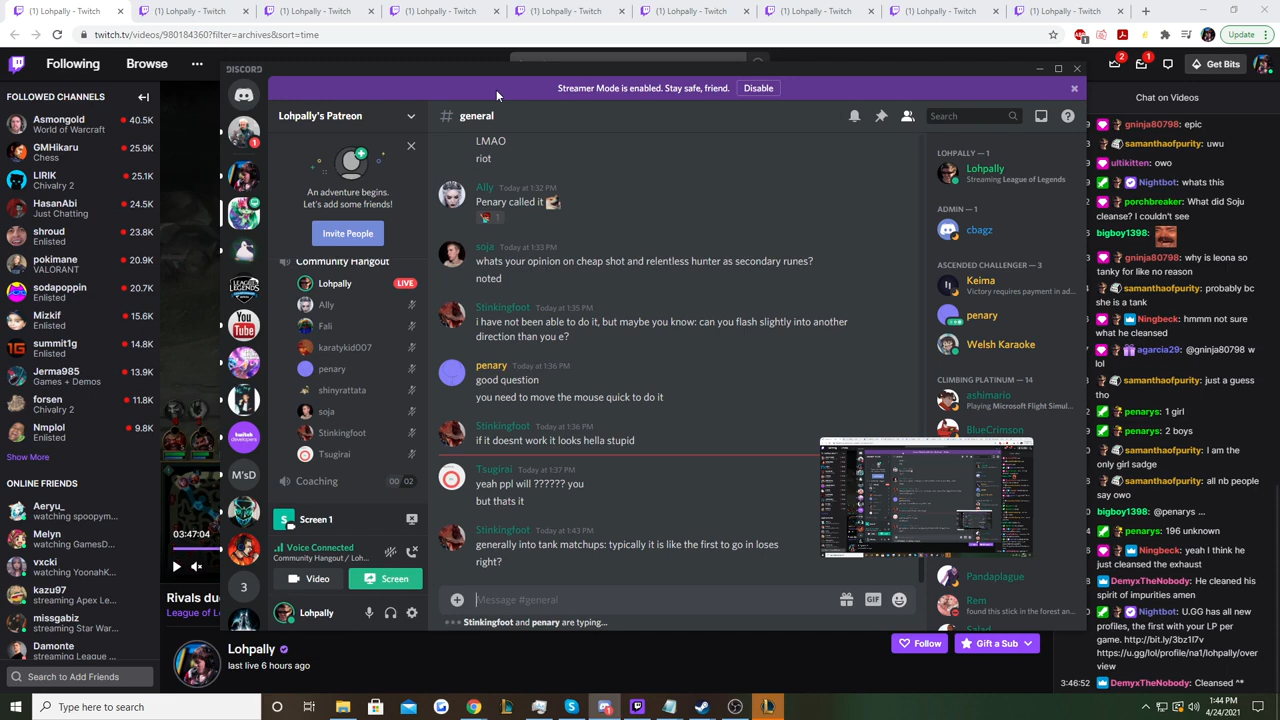 (1) Lohpally - Twitch
(1) Lohpally - Twitch
(1) Lohpally - Twitch
(1) Lohpally - Twitch
(1) Lohpally - Twitch
(1) Lohpally - Twitch
(1) Lohpally - Twitch
(1) Lohpally - Twitch
(1) Lohpally - Twitch
twitch.tv/videos/980184360?filter=archives&sort=time
Update
Following
Browse
Get Bits
FOLLOWED CHANNELS
Asmongold 40.5K
World of Warcraft
GMHikaru 25.9K
Chess
LIRIK 25.1K
Chivalry 2
HasanAbi 24.5K
Just Chatting
shroud 23.8K
Enlisted
pokimane 20.9K
VALORANT
sodapoppin 20.7K
Enlisted
Mizkif 15.6K
Enlisted
summit1g 14.8K
Enlisted
Jerma985 13.9K
Games + Demos
forsen 11.8K
Enlisted
Nmplol 9.8K
Enlisted
Show More
ONLINE FRIENDS
Aeryu_
watching spoopym...
Melyn
watching GamesD...
vxcki
watching YoonahK...
kazu97
streaming Apex Le...
missgabiz
streaming Star War...
Damonte
streaming League ...
Search to Add Friends
03:47:04
Rivals du
League of L
Lohpally
last live 6 hours ago
Follow
Gift a Sub
DISCORD
Streamer Mode is enabled. Stay safe, friend.
Disable
Lohpally's Patreon
An adventure begins.
Let's add some friends!
Invite People
Community Hangout
Lohpally LIVE
Ally
Fali
karatykid007
penary
shinyrattata
soja
Stinkingfoot
Tsugirai
00 02
Screen 1
Voice Connected
Community Hangout / Loh...
Video
Screen
Lohpally
M'sD
3
general
Search
LMAO
riot
Ally Today at 1:32 PM
Penary called it
1
soja Today at 1:33 PM
whats your opinion on cheap shot and relentless hunter as secondary runes?
noted
Stinkingfoot Today at 1:35 PM
i have not been able to do it, but maybe you know: can you flash slightly into another
direction than you e?
penary Today at 1:36 PM
good question
you need to move the mouse quick to do it
Stinkingfoot Today at 1:36 PM
if it doesnt work it looks hella stupid
Tsugirai Today at 1:37 PM
yeah ppl will ?????? you
but thats it
Stinkingfoot Today at 1:43 PM
generally into tank matchups: typically it is like the first to go in loses
right?
Message #general
GIF
Stinkingfoot and penary are typing...
LOHPALLY — 1
Lohpally
Streaming League of Legends
ADMIN — 1
cbagz
ASCENDED CHALLENGER — 3
Keima
Victory requires payment in ad...
penary
Welsh Karaoke
CLIMBING PLATINUM — 14
ashimario
Playing Microsoft Flight Simul...
BlueCrimson
Pandaplague
Rem
found this stick in the forest an...
Salad
Chat on Videos
gninja80798: epic
samanthaofpurity: uwu
ultikitten: owo
Nightbot: whats this
porchbreaker: What did Soju
cleanse? I couldn't see
bigboy1398:
gninja80798: why is leona so
tanky for like no reason
samanthaofpurity: probably bc
she is a tank
Ningbeck: hmmm not sure
what he cleansed
agarcia29: @gninja80798 w
lol
samanthaofpurity: just a guess
tho
penarys: 1 girl
penarys: 2 boys
samanthaofpurity: I am the
only girl sadge
samanthaofpurity: all nb people
say owo
bigboy1398: @penarys ...
penarys: 196 unknown
Ningbeck: yeah I think he
just cleansed the exhaust
DemyxTheNobody: He cleansed his
spirit of impurities amen
Nightbot: U.GG has all new
profiles, the first with your LP per
game. http://bit.ly/3bz1l7v
https://u.gg/lol/profile/na1/lohpally/over
view
3:46:52 DemyxTheNobody: Cleansed ^*
Type here to search
1:44 PM
4/24/2021